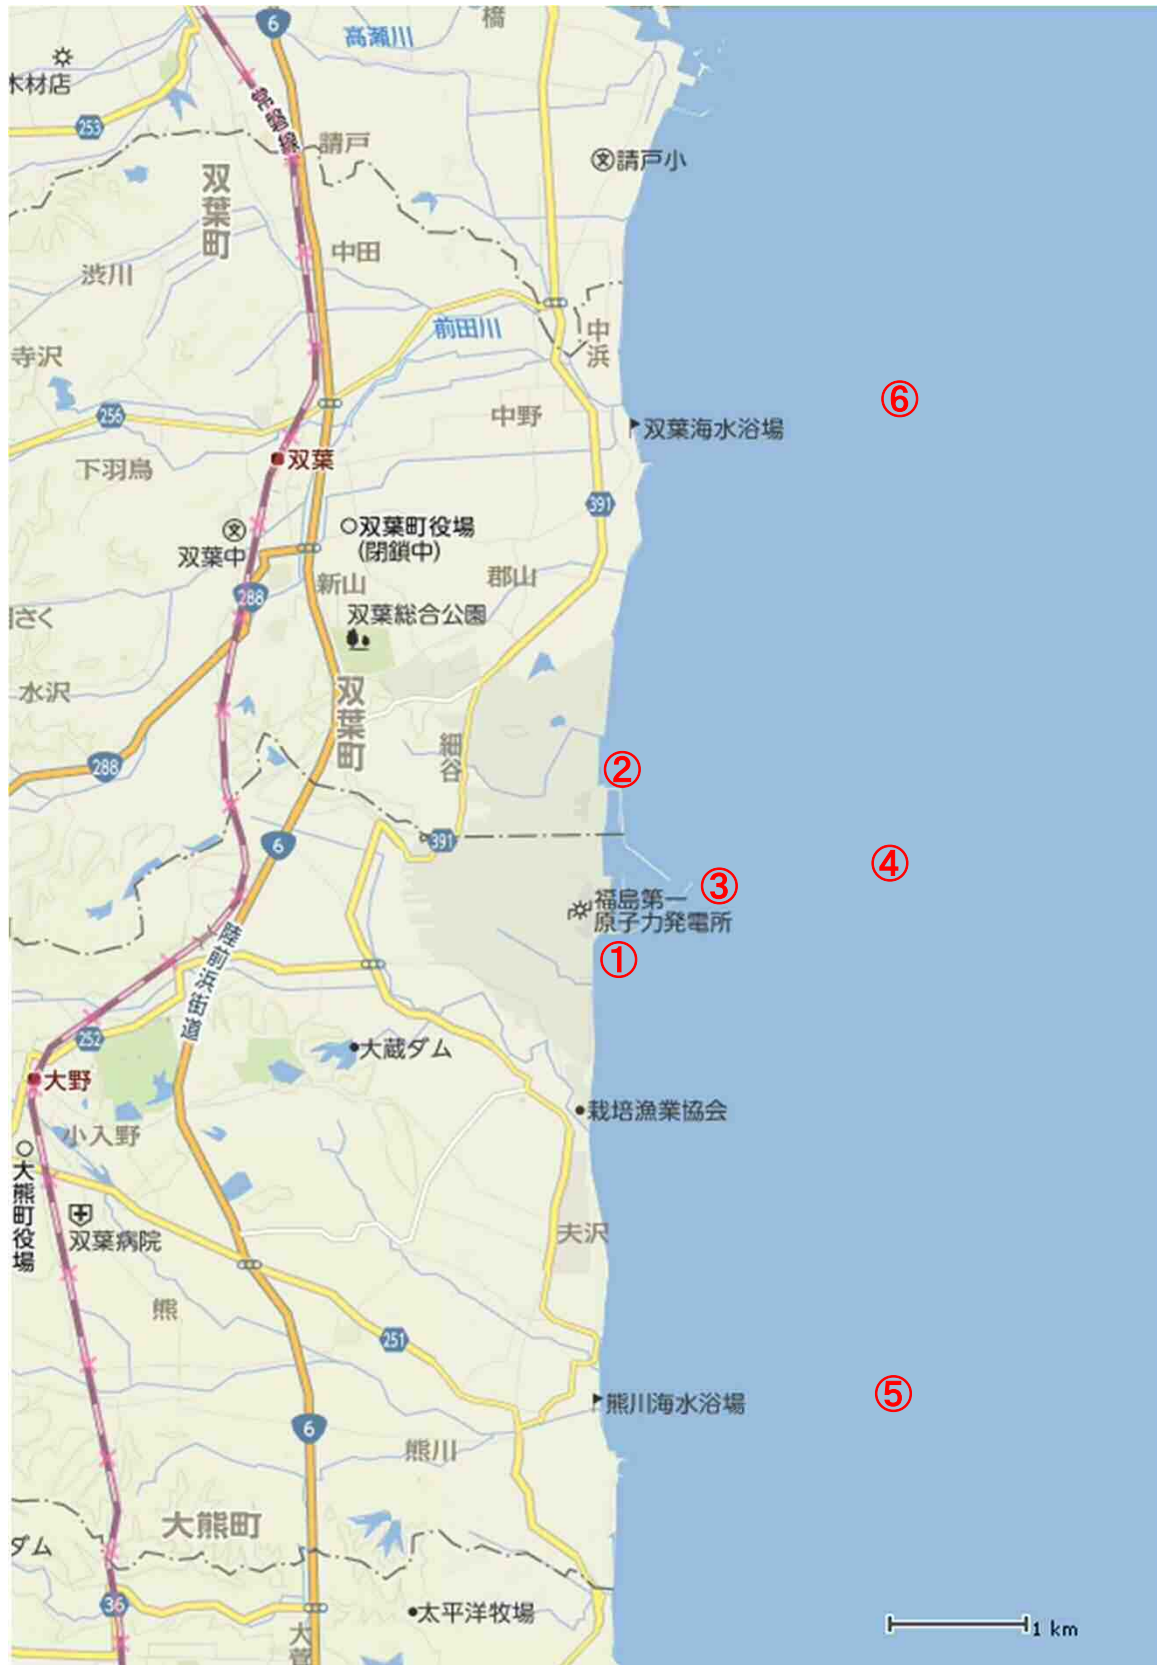 橋
6
高瀬川
木材店
253
常磐線
請戸
請戸小
双葉町
中田
渋川
中浜
前田川
寺沢
⑥
256
中野
双葉海水浴場
双葉
下羽鳥
391
双葉町役場
(閉鎖中)
双葉中
新山
郡山
288
さく
双葉総合公園
水沢
双葉町
細谷
288
②
6
391
④
③
福島第一
原子力発電所
陸前浜街道
①
252
大蔵ダム
大野
栽培漁業協会
小入野
大熊町役場
双葉病院
夫沢
熊
251
⑤
熊川海水浴場
6
熊川
大熊町
ダム
36
太平洋牧場
大菅
1 km